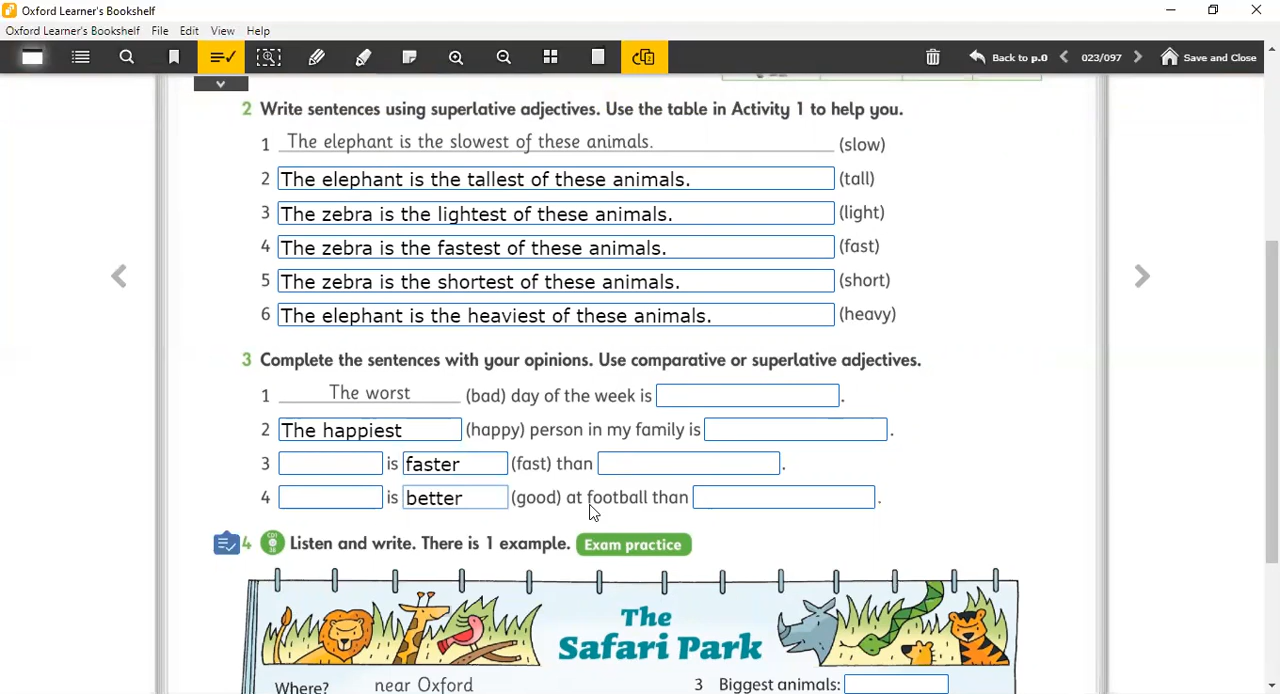 Oxford Learner's Bookshelf
Oxford Learner's Bookshelf File Edit View Help
Back to p.0 023/097 Save and Close
2 Write sentences using superlative adjectives. Use the table in Activity 1 to help you.
1 The elephant is the slowest of these animals. (slow)
2 The elephant is the tallest of these animals. (tall)
3 The zebra is the lightest of these animals. (light)
4 The zebra is the fastest of these animals. (fast)
5 The zebra is the shortest of these animals. (short)
6 The elephant is the heaviest of these animals. (heavy)
3 Complete the sentences with your opinions. Use comparative or superlative adjectives.
1 The worst (bad) day of the week is .
2 The happiest (happy) person in my family is .
3 is faster (fast) than .
4 is better (good) at football than .
4 Listen and write. There is 1 example. Exam practice
The
Safari Park
Where? near Oxford 3 Biggest animals: